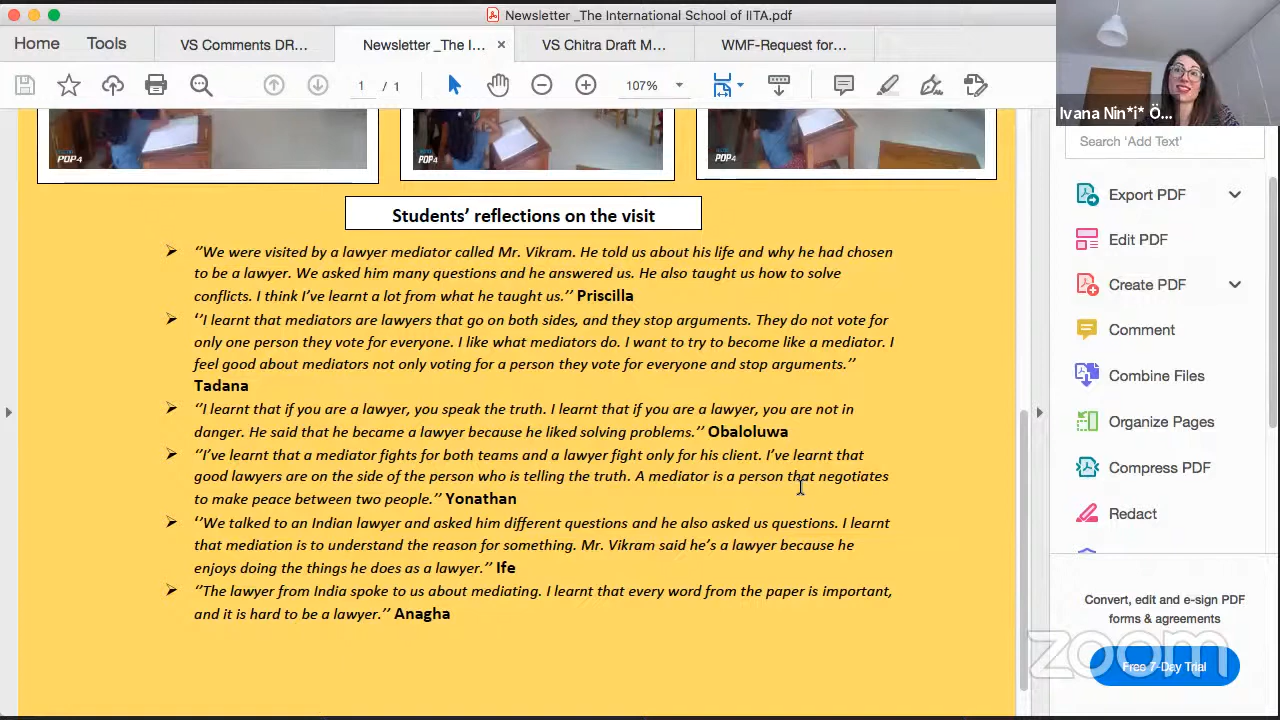 Newsletter _The International School of IITA.pdf
Home
Tools
VS Comments DR...
Newsletter _The I...
×
VS Chitra Draft M...
WMF-Request for...
1 / 1
107%
Ivana Nin*i* Ö...
Search 'Add Text'
POP4
POP4
POP4
Students’ reflections on the visit
‘’We were visited by a lawyer mediator called Mr. Vikram. He told us about his life and why he had chosen
to be a lawyer. We asked him many questions and he answered us. He also taught us how to solve
conflicts. I think I’ve learnt a lot from what he taught us.’’ Priscilla
‘’I learnt that mediators are lawyers that go on both sides, and they stop arguments. They do not vote for
only one person they vote for everyone. I like what mediators do. I want to try to become like a mediator. I
feel good about mediators not only voting for a person they vote for everyone and stop arguments.’’
Tadana
‘’I learnt that if you are a lawyer, you speak the truth. I learnt that if you are a lawyer, you are not in
danger. He said that he became a lawyer because he liked solving problems.’’ Obaloluwa
‘’I’ve learnt that a mediator fights for both teams and a lawyer fight only for his client. I’ve learnt that
good lawyers are on the side of the person who is telling the truth. A mediator is a person that negotiates
to make peace between two people.’’ Yonathan
‘’We talked to an Indian lawyer and asked him different questions and he also asked us questions. I learnt
that mediation is to understand the reason for something. Mr. Vikram said he’s a lawyer because he
enjoys doing the things he does as a lawyer.’’ Ife
‘’The lawyer from India spoke to us about mediating. I learnt that every word from the paper is important,
and it is hard to be a lawyer.’’ Anagha
Export PDF
Edit PDF
Create PDF
Comment
Combine Files
Organize Pages
Compress PDF
Redact
Convert, edit and e-sign PDF
forms & agreements
Free 7-Day Trial
zoom